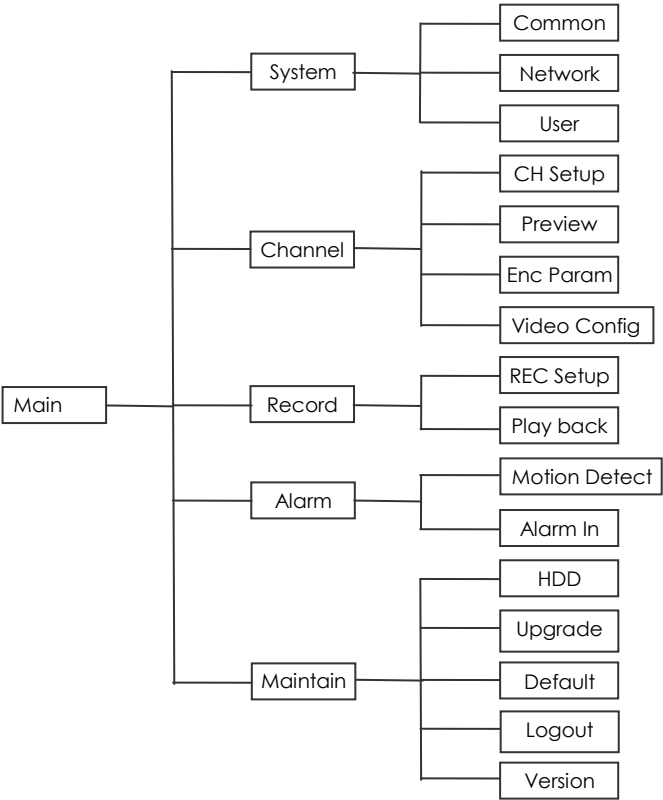 Main
System
Common
Network
User
Channel
CH Setup
Preview
Enc Param
Video Config
Record
REC Setup
Play back
Alarm
Motion Detect
Alarm In
Maintain
HDD
Upgrade
Default
Logout
Version